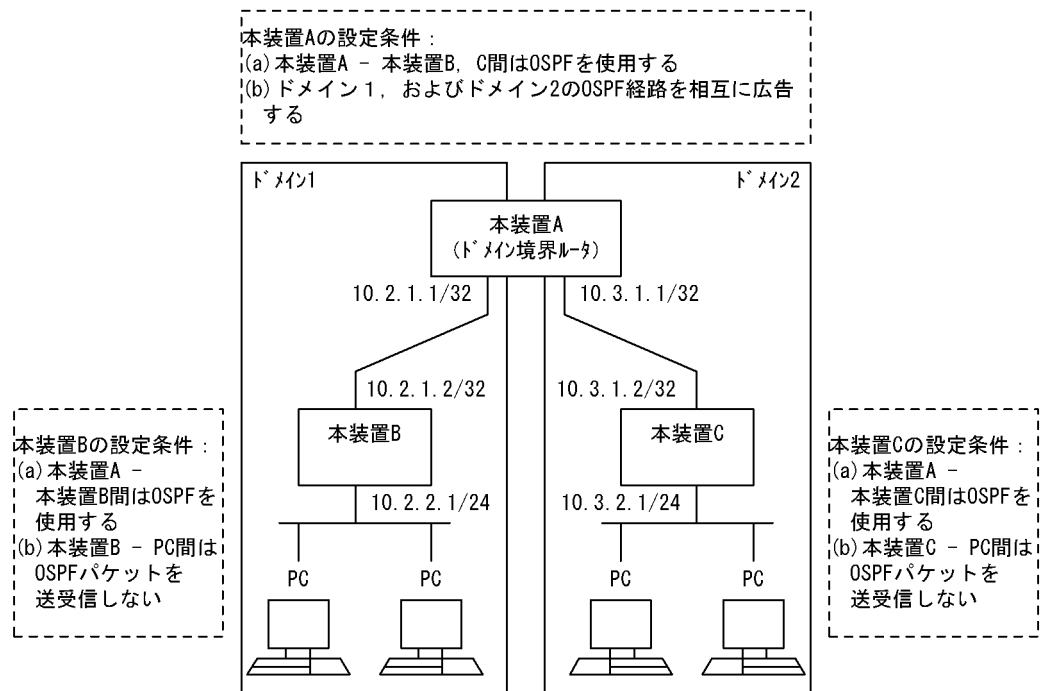 本装置Aの設定条件：
(a)本装置A － 本装置B, C間はOSPFを使用する
(b)ドメイン１, およびドメイン2のOSPF経路を相互に広告
する
ﾄﾞﾒｲﾝ1
ﾄﾞﾒｲﾝ2
本装置A
(ﾄﾞﾒｲﾝ境界ﾙｰﾀ)
10.2.1.1/32
10.3.1.1/32
10.2.1.2/32
10.3.1.2/32
本装置B
本装置C
10.2.2.1/24
10.3.2.1/24
本装置Bの設定条件：
(a)本装置A －
本装置B間はOSPFを
使用する
(b)本装置B － PC間は
OSPFパケットを
送受信しない
本装置Cの設定条件：
(a)本装置A －
本装置C間はOSPFを
使用する
(b)本装置C － PC間は
OSPFパケットを
送受信しない
PC
PC
PC
PC